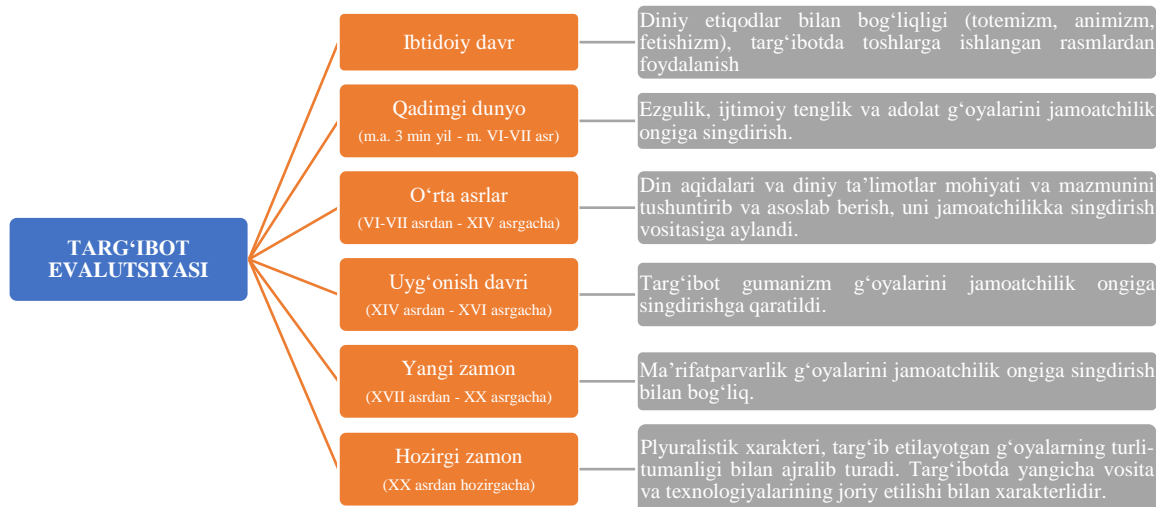 TARG‘IBOT
EVALUTSIYASI
Ibtidoiy davr
Diniy etiqodlar bilan bog‘liqligi (totemizm, animizm,
fetishizm), targ‘ibotda toshlarga ishlangan rasmlardan
foydalanish
Qadimgi dunyo
(m.a. 3 min yil - m. VI-VII asr)
Ezgulik, ijtimoiy tenglik va adolat g‘oyalarini jamoatchilik
ongiga singdirish.
O‘rta asrlar
(VI-VII asrdan - XIV asrgacha)
Din aqidalari va diniy ta’limotlar mohiyati va mazmunini
tushuntirib va asoslab berish, uni jamoatchilikka singdirish
vositasiga aylandi.
Uyg‘onish davri
(XIV asrdan - XVI asrgacha)
Targ‘ibot gumanizm g‘oyalarini jamoatchilik ongiga
singdirishga qaratildi.
Yangi zamon
(XVII asrdan - XX asrgacha)
Ma’rifatparvarlik g‘oyalarini jamoatchilik ongiga singdirish
bilan bog‘liq.
Hozirgi zamon
(XX asrdan hozirgacha)
Plyuralistik xarakteri, targ‘ib etilayotgan g‘oyalarning turli-
tumanligi bilan ajralib turadi. Targ‘ibotda yangicha vosita
va texnologiyalarining joriy etilishi bilan xarakterlidir.